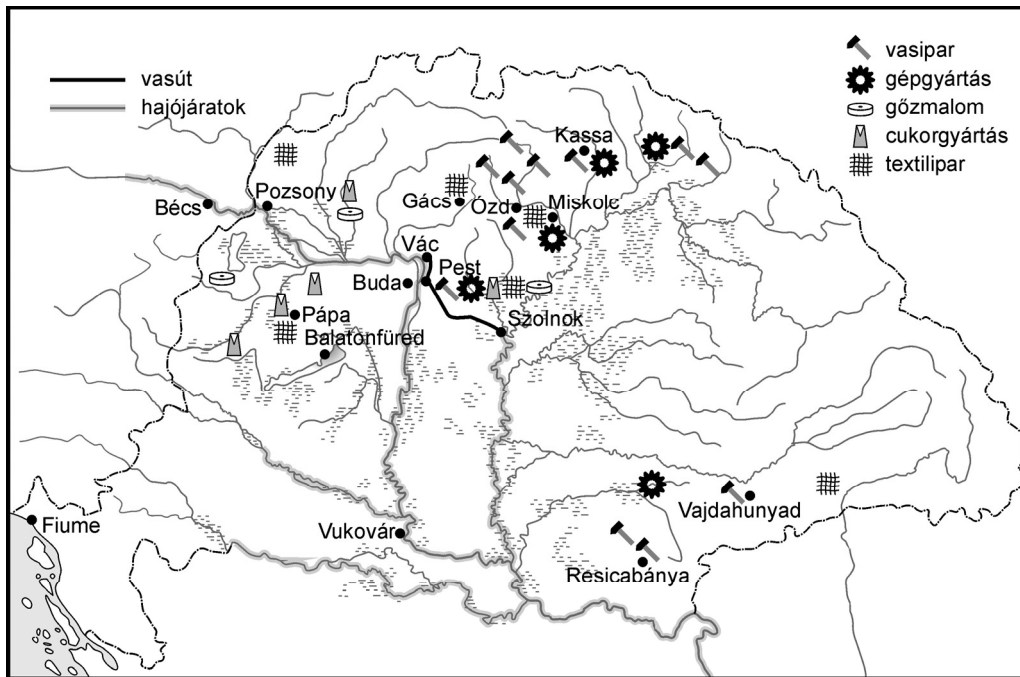 vasút
hajójáratok
vasipar
gépgyártás
gőzmalom
cukorgyártás
textilipar
Kassa
Bécs
Pozsony
Gács
Ózd
Miskolc
Vác
Buda
Pest
Pápa
Balatonfüred
Szolnok
Fiume
Vukovár
Vajdahunyad
Resicabánya